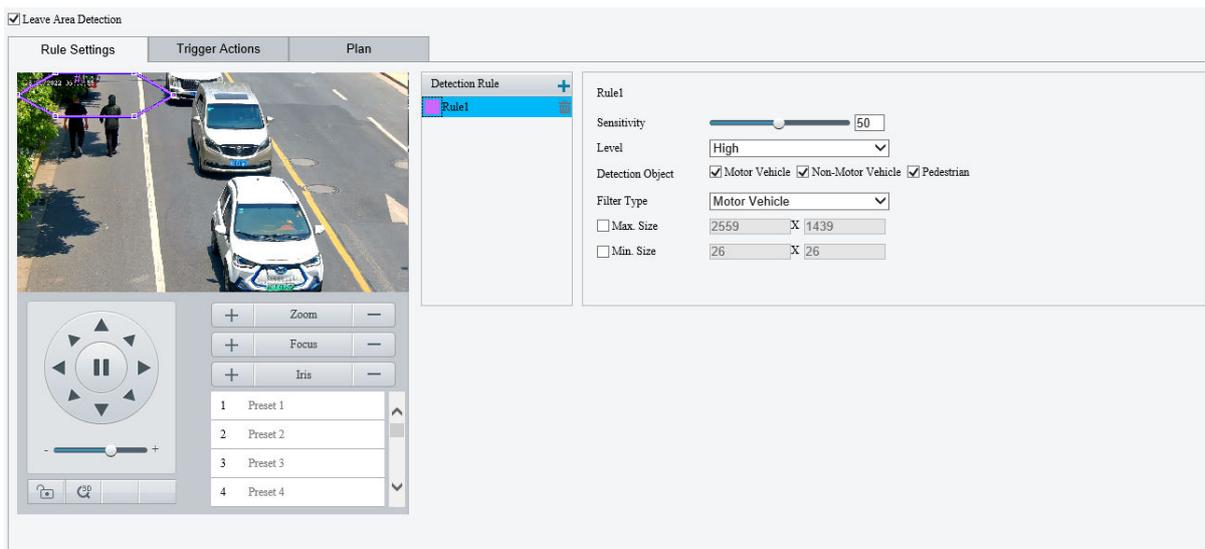 Leave Area Detection
Rule Settings
Trigger Actions
Plan
Detection Rule
Rule1
Rule1
Sensitivity
50
Level
High
Detection Object
Motor Vehicle
Non-Motor Vehicle
Pedestrian
Filter Type
Motor Vehicle
Max. Size
2559 X 1439
Min. Size
26 X 26
+ Zoom −
+ Focus −
+ Iris −
1 Preset 1
2 Preset 2
3 Preset 3
4 Preset 4
- +
3D